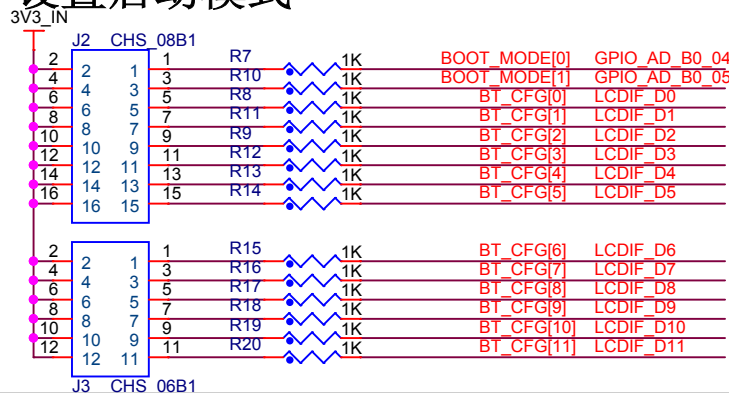 设置启动模式
3V3_IN
J2 CHS_08B1
2 2 1 1 R7 1K BOOT_MODE[0] GPIO_AD_B0_04
4 4 3 3 R10 1K BOOT_MODE[1] GPIO_AD_B0_05
6 6 5 5 R8 1K BT_CFG[0] LCDIF_D0
8 8 7 7 R11 1K BT_CFG[1] LCDIF_D1
10 10 9 9 R9 1K BT_CFG[2] LCDIF_D2
12 12 11 11 R12 1K BT_CFG[3] LCDIF_D3
14 14 13 13 R13 1K BT_CFG[4] LCDIF_D4
16 16 15 15 R14 1K BT_CFG[5] LCDIF_D5
2 2 1 1 R15 1K BT_CFG[6] LCDIF_D6
4 4 3 3 R16 1K BT_CFG[7] LCDIF_D7
6 6 5 5 R17 1K BT_CFG[8] LCDIF_D8
8 8 7 7 R18 1K BT_CFG[9] LCDIF_D9
10 10 9 9 R19 1K BT_CFG[10] LCDIF_D10
12 12 11 11 R20 1K BT_CFG[11] LCDIF_D11
J3 CHS_06B1